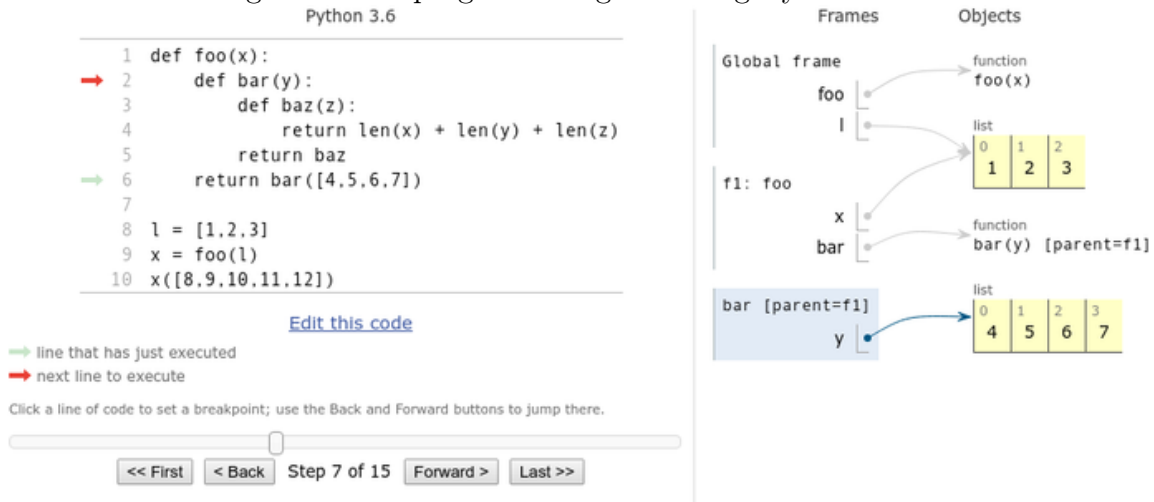 Python 3.6
1 def foo(x):
2     def bar(y):
3         def baz(z):
4             return len(x) + len(y) + len(z)
5         return baz
6     return bar([4,5,6,7])
7
8 l = [1,2,3]
9 x = foo(l)
10 x([8,9,10,11,12])
Edit this code
line that has just executed
next line to execute
Click a line of code to set a breakpoint; use the Back and Forward buttons to jump there.
<< First < Back Step 7 of 15 Forward > Last >>
Frames Objects
Global frame
foo
l
function
foo(x)
list
0 1 2
1 2 3
f1: foo
x
bar
function
bar(y) [parent=f1]
bar [parent=f1]
y
list
0 1 2 3
4 5 6 7